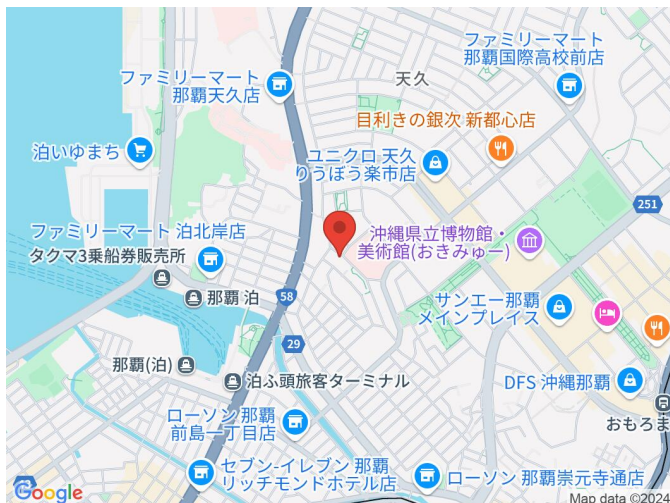 ファミリーマート
那覇国際高校前店
ファミリーマート
那覇天久店
天久
目利きの銀次 新都心店
泊いゆまち
ユニクロ 天久
りうぼう楽市店
251
ファミリーマート 泊北岸店
タクマ3乗船券販売所
沖縄県立博物館・
美術館(おきみゅー)
那覇 泊
58
サンエー那覇
メインプレイス
29
那覇(泊)
泊ふ頭旅客ターミナル
DFS 沖縄那覇
おもろま
ローソン 那覇
前島一丁目店
セブン-イレブン 那覇
リッチモンドホテル店
ローソン 那覇崇元寺通店
Google
Map data ©2024